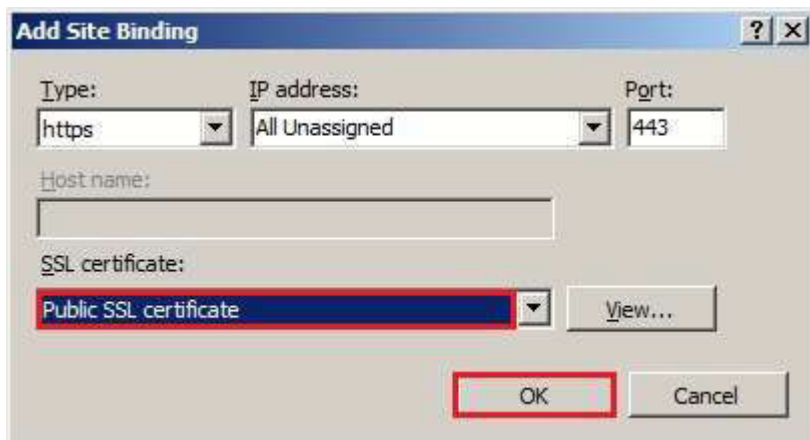 Add Site Binding
Type: IP address: Port:
https All Unassigned 443
Host name:
SSL certificate:
Public SSL certificate View...
OK Cancel